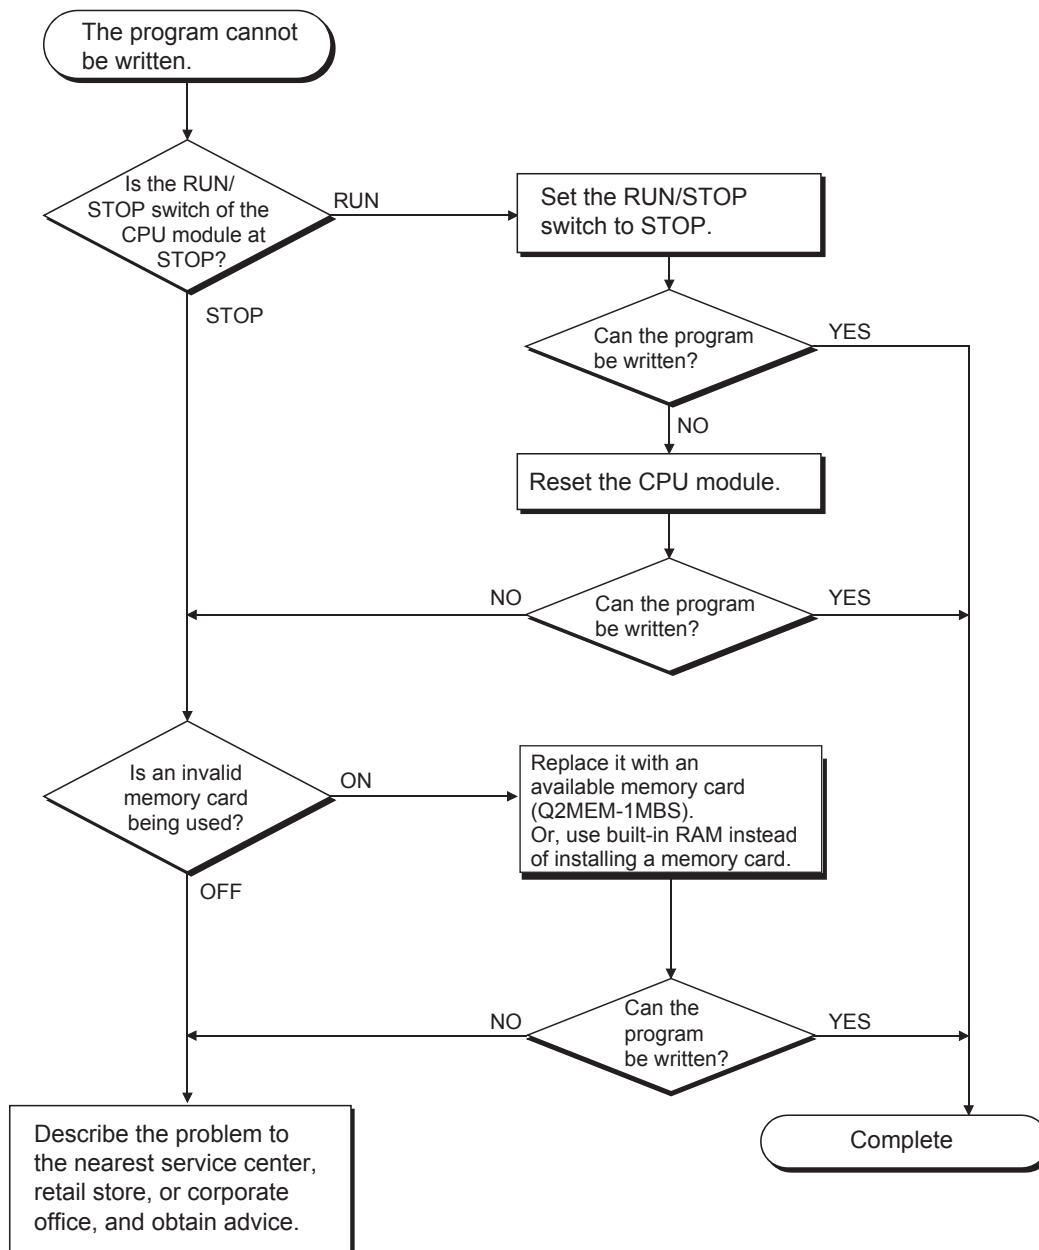 The program cannot
be written.
Is the RUN/
STOP switch of the
CPU module at
STOP?
RUN
Set the RUN/STOP
switch to STOP.
STOP
Can the program
be written?
YES
NO
Reset the CPU module.
NO
Can the program
be written?
YES
Is an invalid
memory card
being used?
ON
Replace it with an
available memory card
(Q2MEM-1MBS).
Or, use built-in RAM instead
of installing a memory card.
OFF
NO
Can the
program
be written?
YES
Describe the problem to
the nearest service center,
retail store, or corporate
office, and obtain advice.
Complete